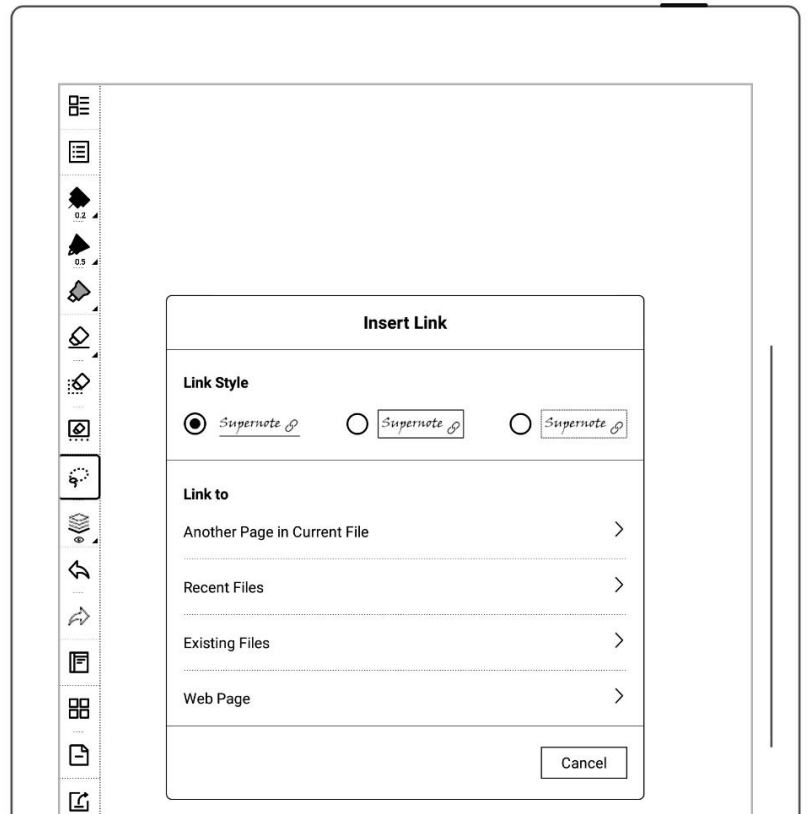 0.2
0.5
Insert Link
Link Style
Supernote Supernote Supernote
Link to
Another Page in Current File
Recent Files
Existing Files
Web Page
Cancel